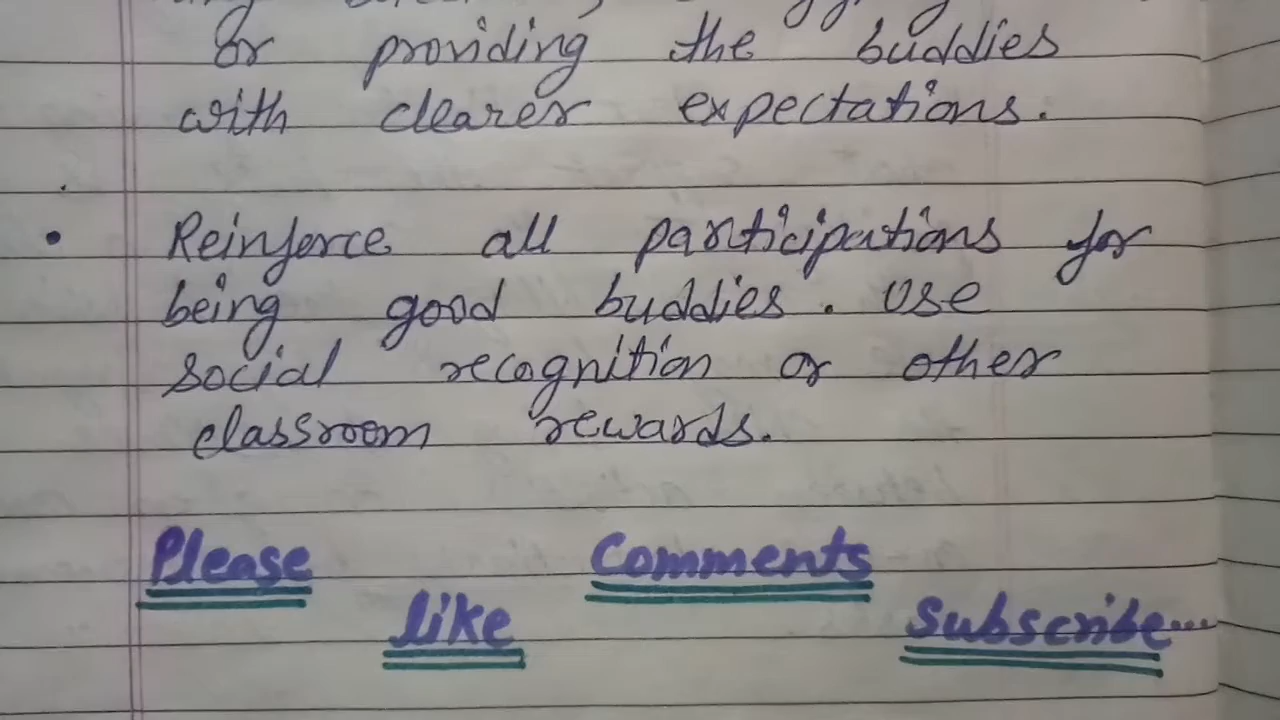 or providing the buddies
with clearer expectations.
• Reinforce all participations for
being good buddies. Use
social recognition or other
classroom rewards.
Please Comments
like Subscribe...